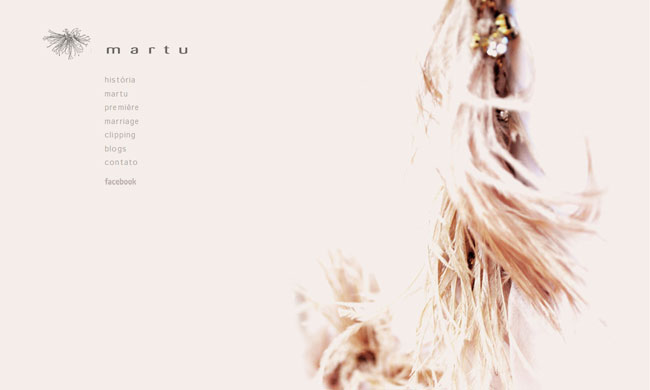 martu
história
martu
première
marriage
clipping
blogs
contato
facebook